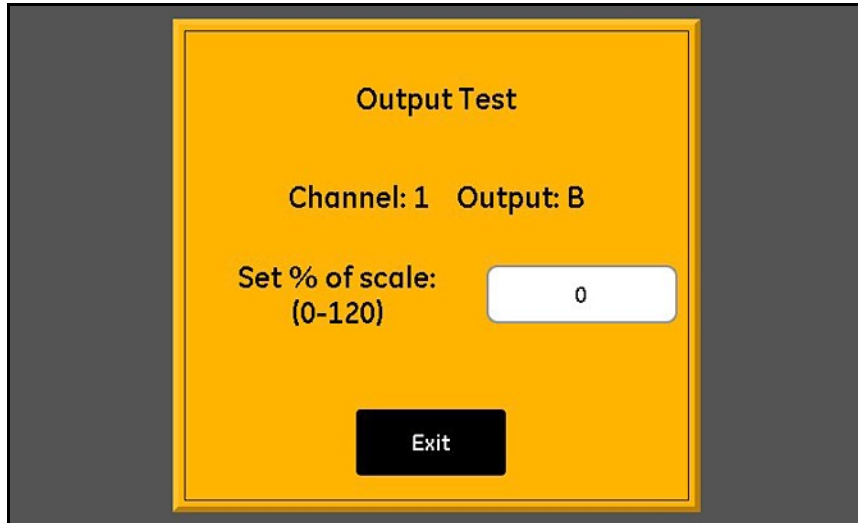 Output Test
Channel: 1 Output: B
Set % of scale:
(0-120)
0
Exit